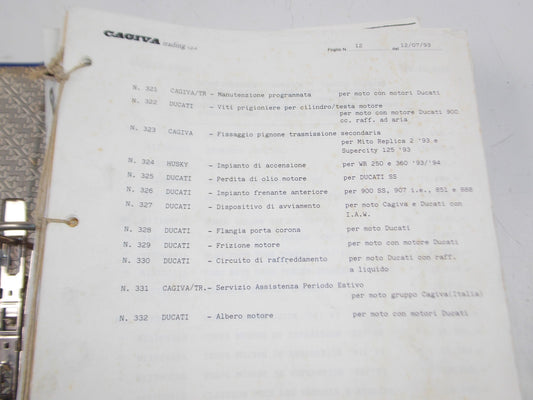 CAGIVA trading s.p.a.
Foglio N. 12 del 12/07/93
N. 321 CAGIVA/TR - Manutenzione programmata per moto con motori Ducati
N. 322 DUCATI - Viti prigioniere per cilindro/testa motore
per moto con motore Ducati 900
cc. raff. ad aria
N. 323 CAGIVA - Fissaggio pignone trasmissione secondaria
per Mito Replica 2 '93 e
Supercity 125 '93
N. 324 HUSKY - Impianto di accensione per WR 250 e 360 '93/'94
N. 325 DUCATI - Perdita di olio motore per DUCATI SS
N. 326 DUCATI - Impianto frenante anteriore per 900 SS, 907 i.e., 851 e 888
N. 327 DUCATI - Dispositivo di avviamento per moto Cagiva e Ducati con
I.A.W.
N. 328 DUCATI - Flangia porta corona per moto Ducati
N. 329 DUCATI - Frizione motore per moto con motore Ducati
N. 330 DUCATI - Circuito di raffreddamento per moto Ducati con raff.
a liquido
N. 331 CAGIVA/TR.- Servizio Assistenza Periodo Estivo
per moto gruppo Cagiva(Italia)
N. 332 DUCATI - Albero motore per moto con motori Ducati